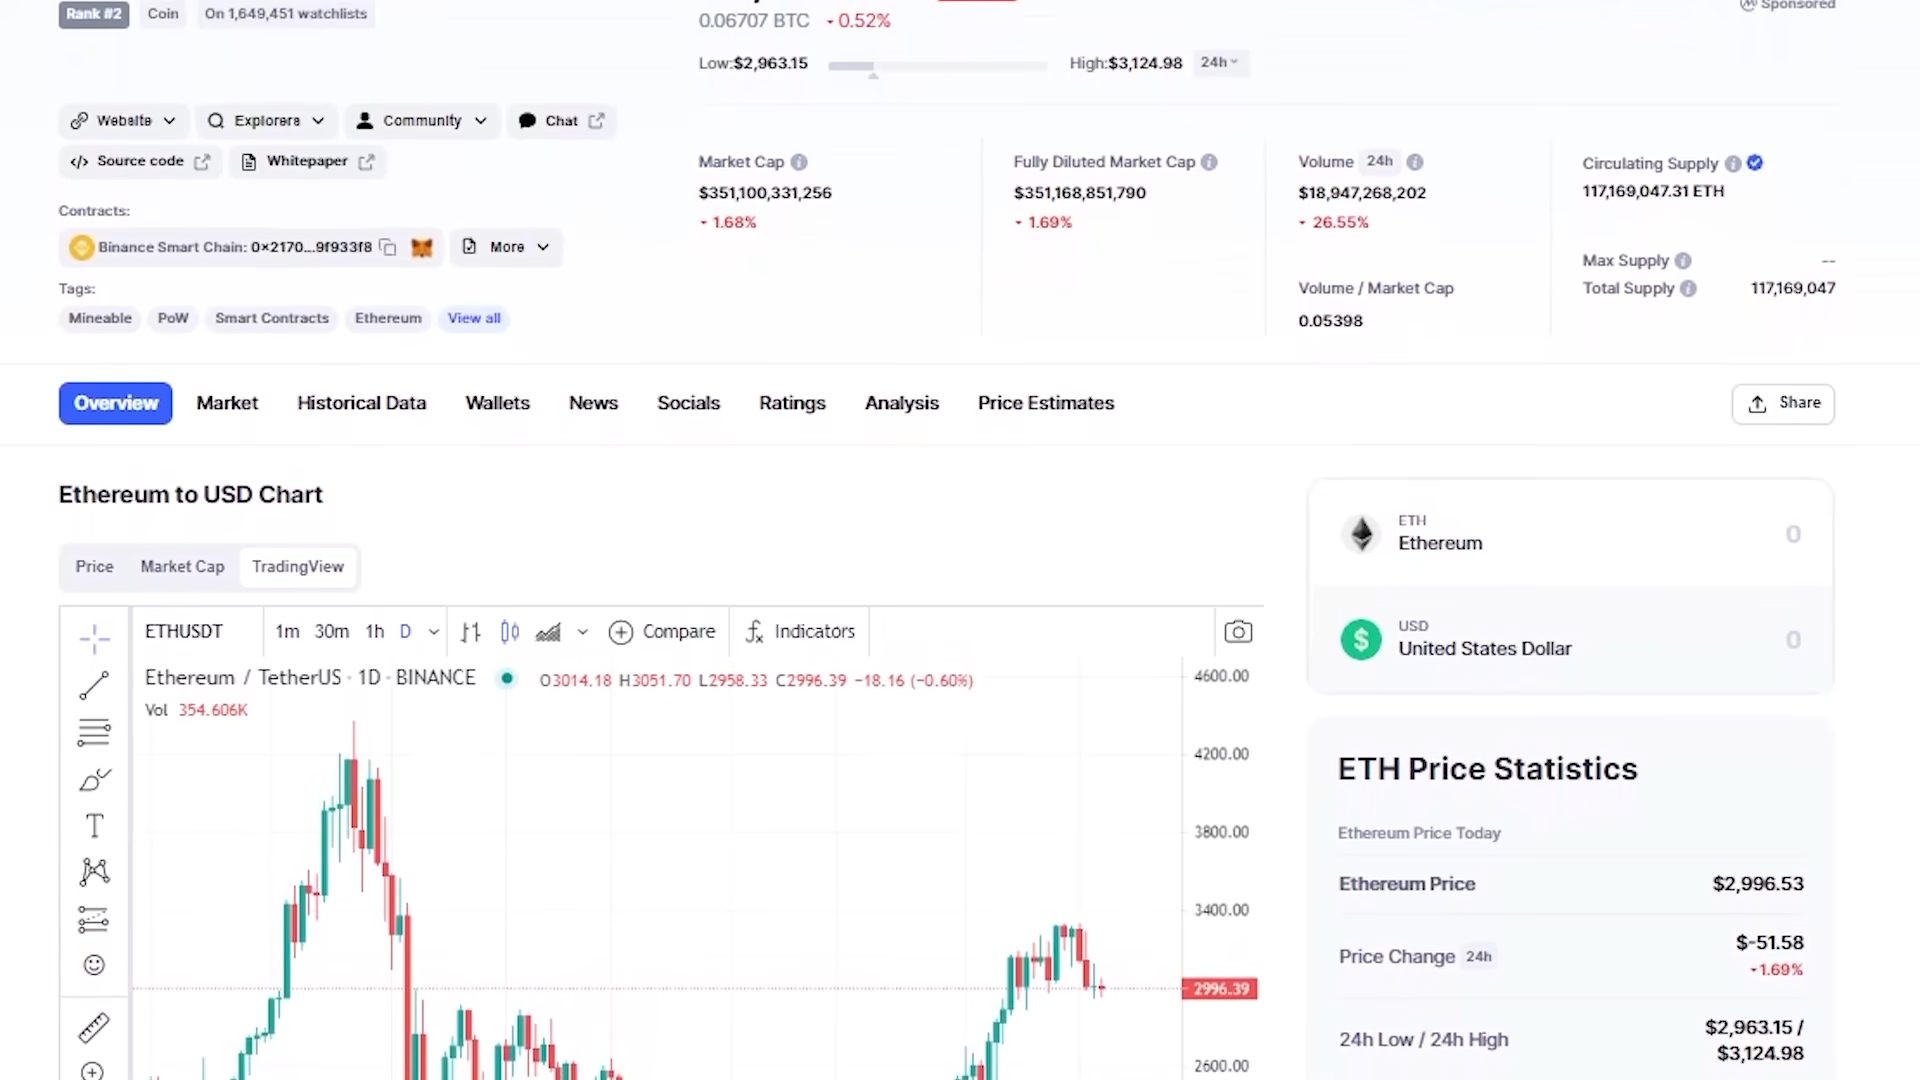 Rank #2 Coin On 1,649,451 watchlists
0.06707 BTC 0.52%
Sponsored
Low:$2,963.15 High:$3,124.98 24h
Website Explorers Community Chat
Source code Whitepaper
Contracts:
Binance Smart Chain: 0x2170....9f933f8 More
Tags:
Mineable PoW Smart Contracts Ethereum View all
Market Cap
$351,100,331,256
1.68%
Fully Diluted Market Cap
$351,168,851,790
1.69%
Volume 24h
$18,947,268,202
26.55%
Volume / Market Cap
0.05398
Circulating Supply
117,169,047.31 ETH
Max Supply --
Total Supply 117,169,047
Overview Market Historical Data Wallets News Socials Ratings Analysis Price Estimates Share
Ethereum to USD Chart
Price Market Cap TradingView
ETHUSDT 1m 30m 1h D Compare Indicators
Ethereum / TetherUS · 1D · BINANCE O3014.18 H3051.70 L2958.33 C2996.39 −18.16 (−0.60%)
Vol 354.606K
4600.00
4200.00
3800.00
3400.00
2996.39
2600.00
ETH
Ethereum 0
USD
United States Dollar 0
ETH Price Statistics
Ethereum Price Today
Ethereum Price $2,996.53
Price Change 24h $-51.58
1.69%
24h Low / 24h High $2,963.15 /
$3,124.98